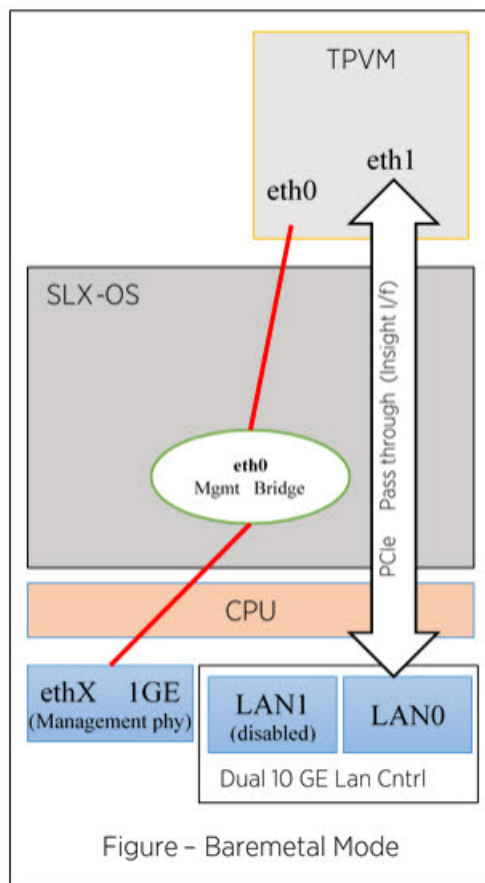 TPVM
eth1
eth0
PCIe Pass through (Insight I/f)
SLX-OS
eth0
Mgmt Bridge
CPU
ethX 1GE
(Management phy)
LAN1
(disabled)
LAN0
Dual 10 GE Lan Cntrl
Figure – Baremetal Mode